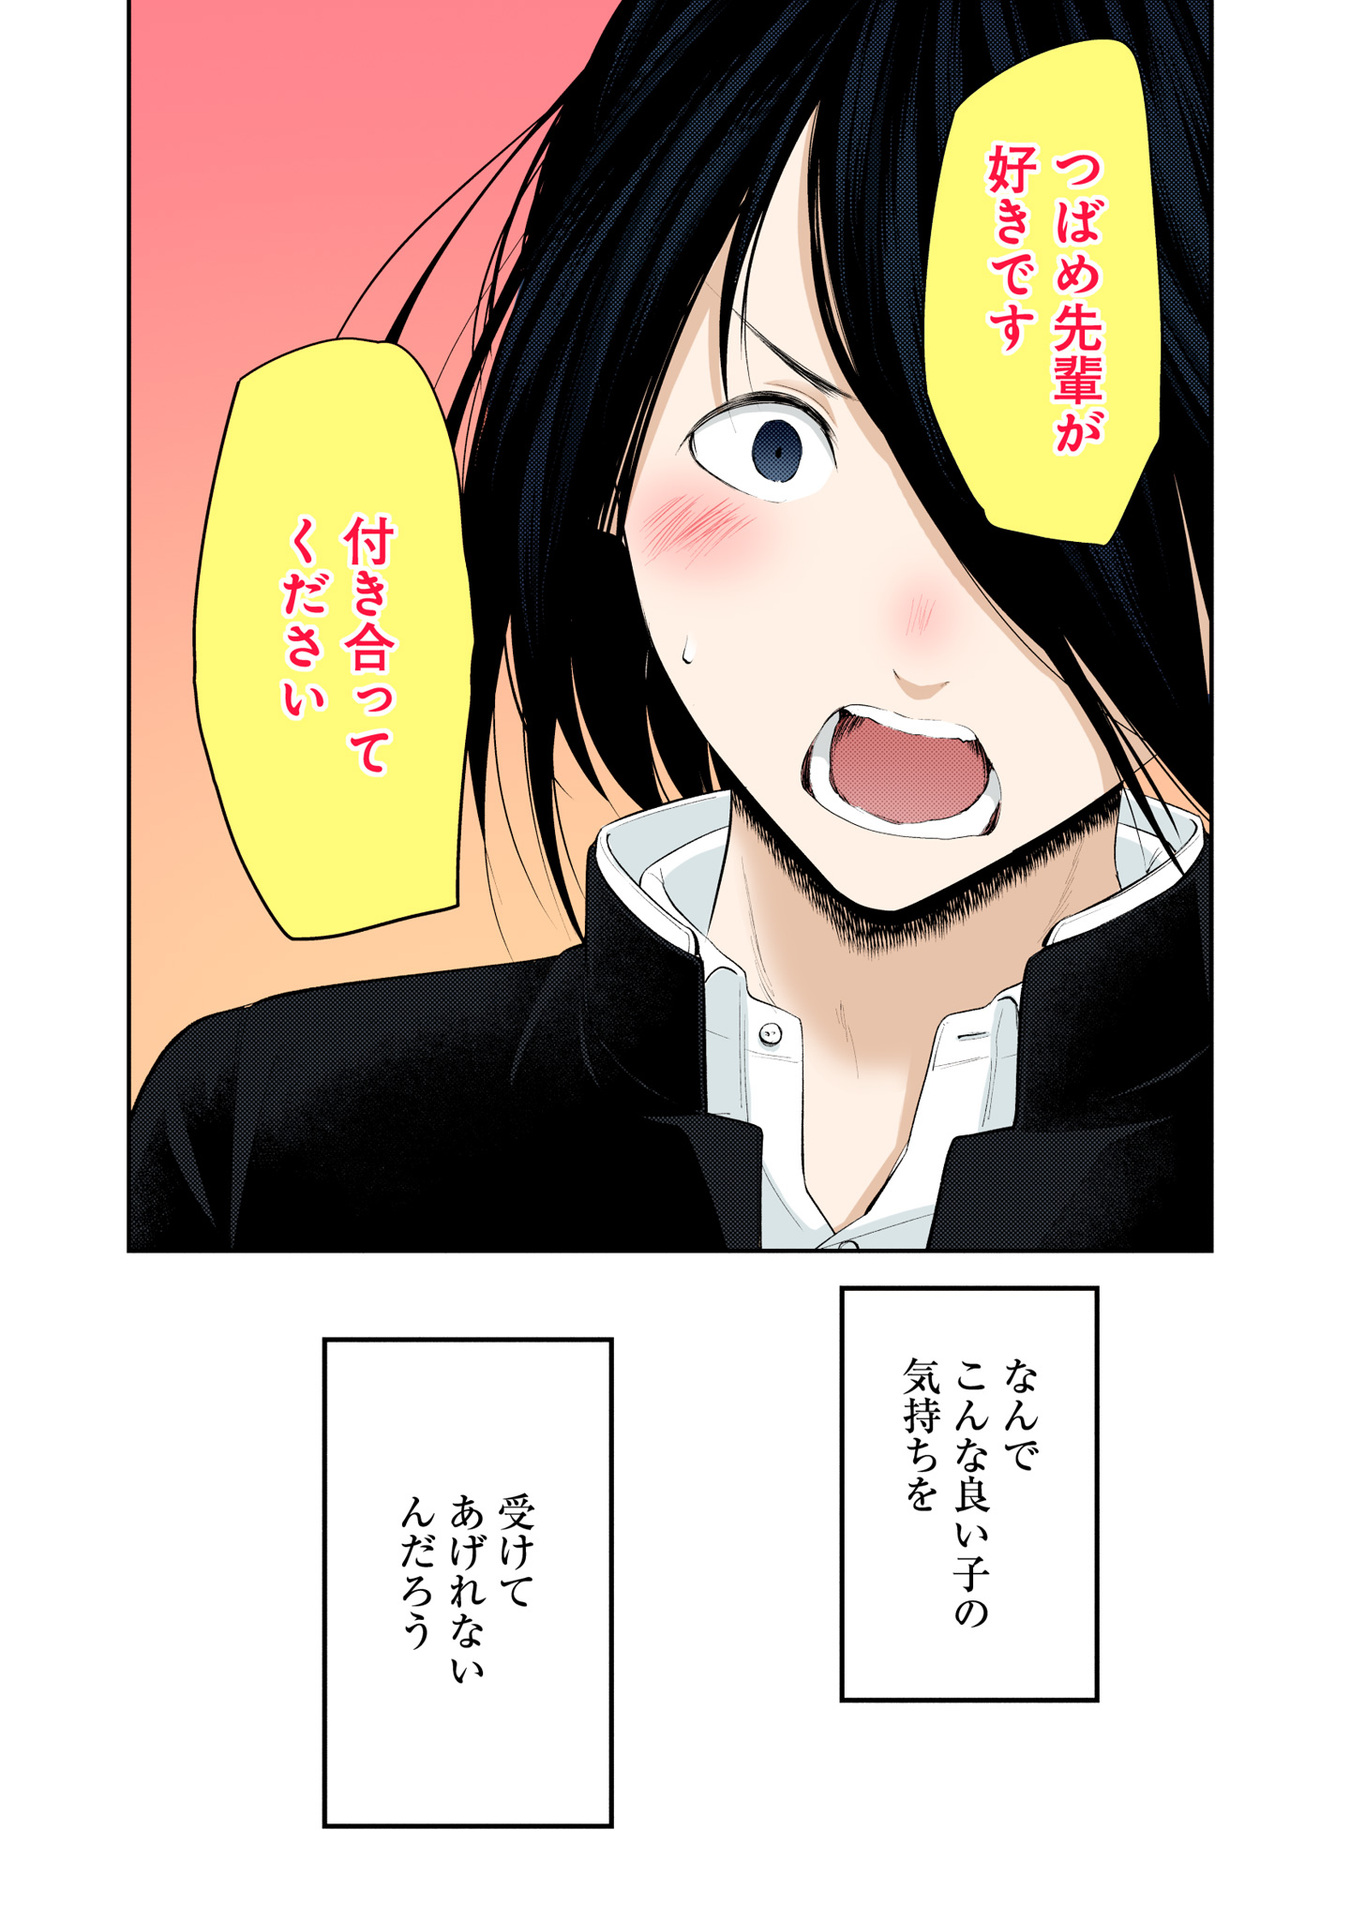 つばめ先輩が
好きです
付き合って
ください
なんで
こんな良い子の
気持ちを
受けて
あげれない
んだろう